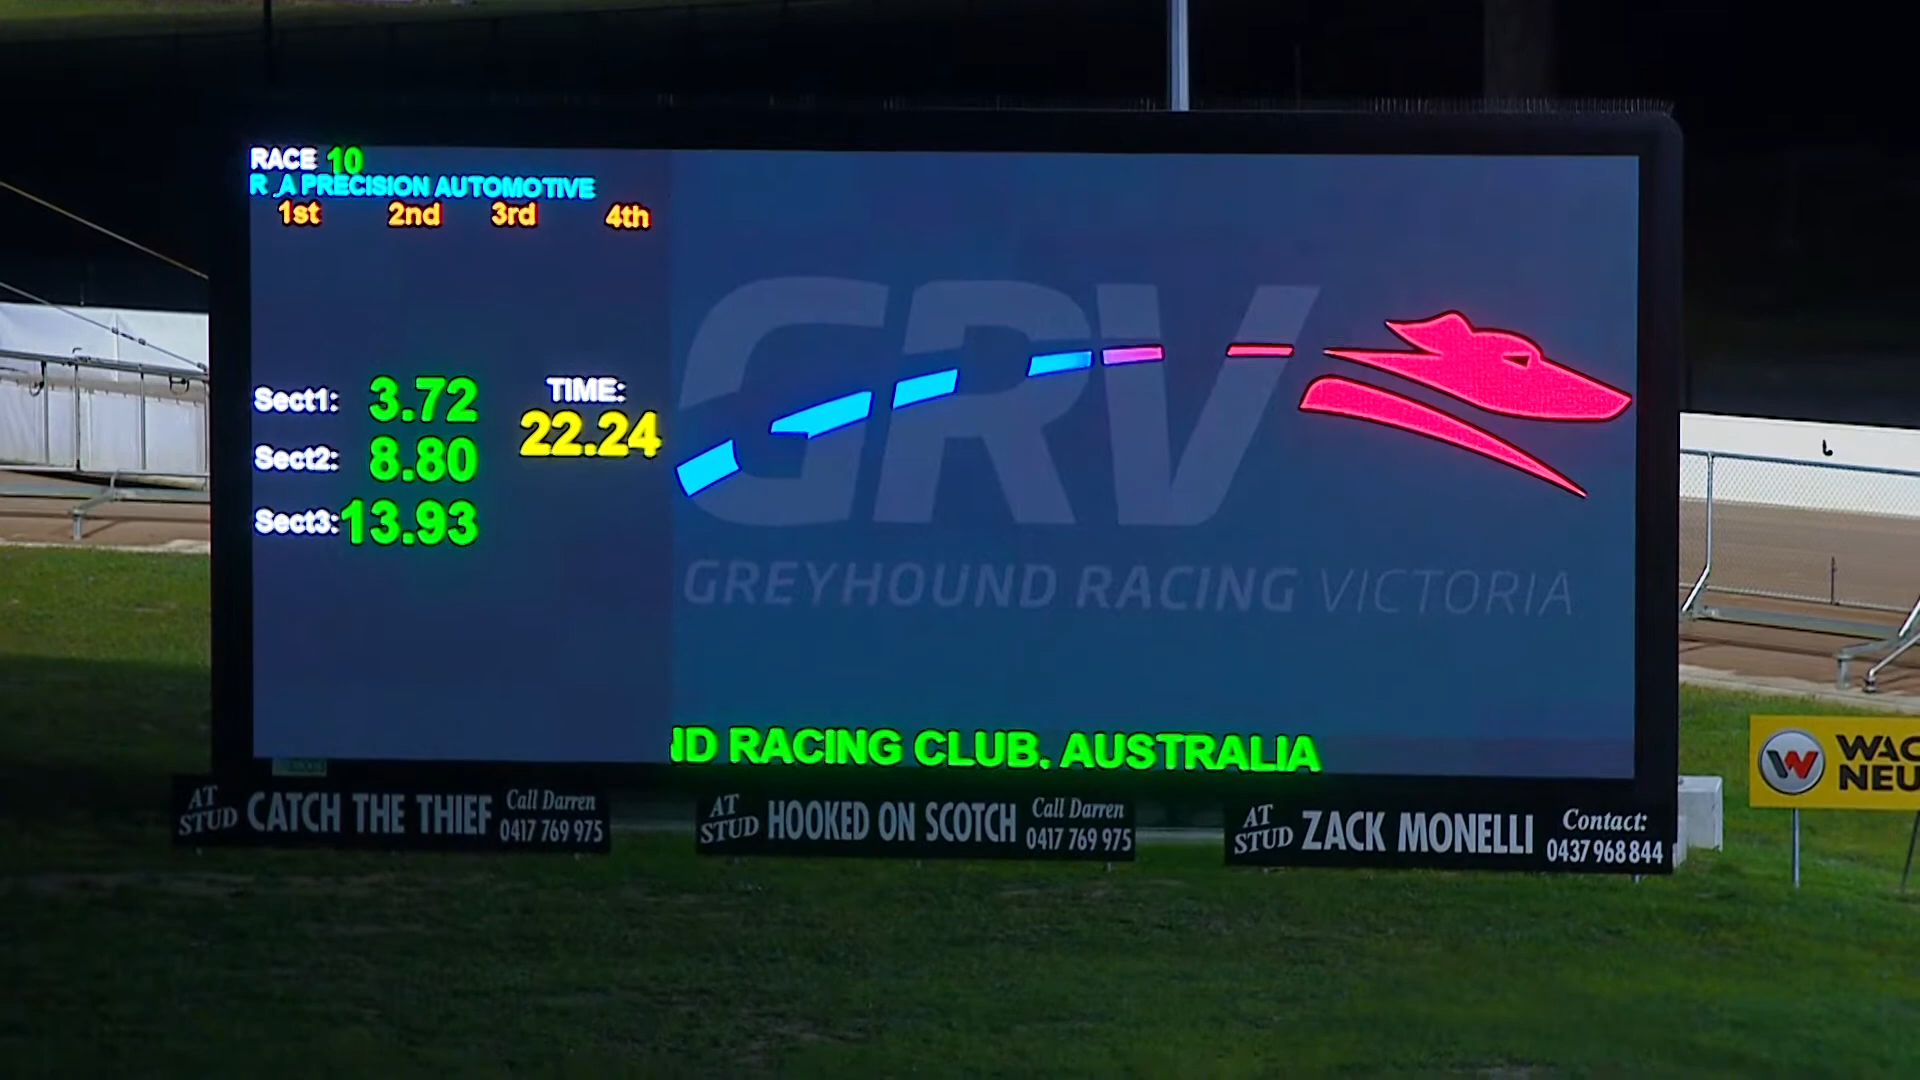 RACE 10
R A PRECISION AUTOMOTIVE
1st 2nd 3rd 4th
Sect1: 3.72
Sect2: 8.80
Sect3: 13.93
TIME:
22.24
GRV
GREYHOUND RACING VICTORIA
ND RACING CLUB. AUSTRALIA
AT STUD CATCH THE THIEF Call Darren 0417 769 975
AT STUD HOOKED ON SCOTCH Call Darren 0417 769 975
AT STUD ZACK MONELLI Contact: 0437 968 844
WAC
NEU
6